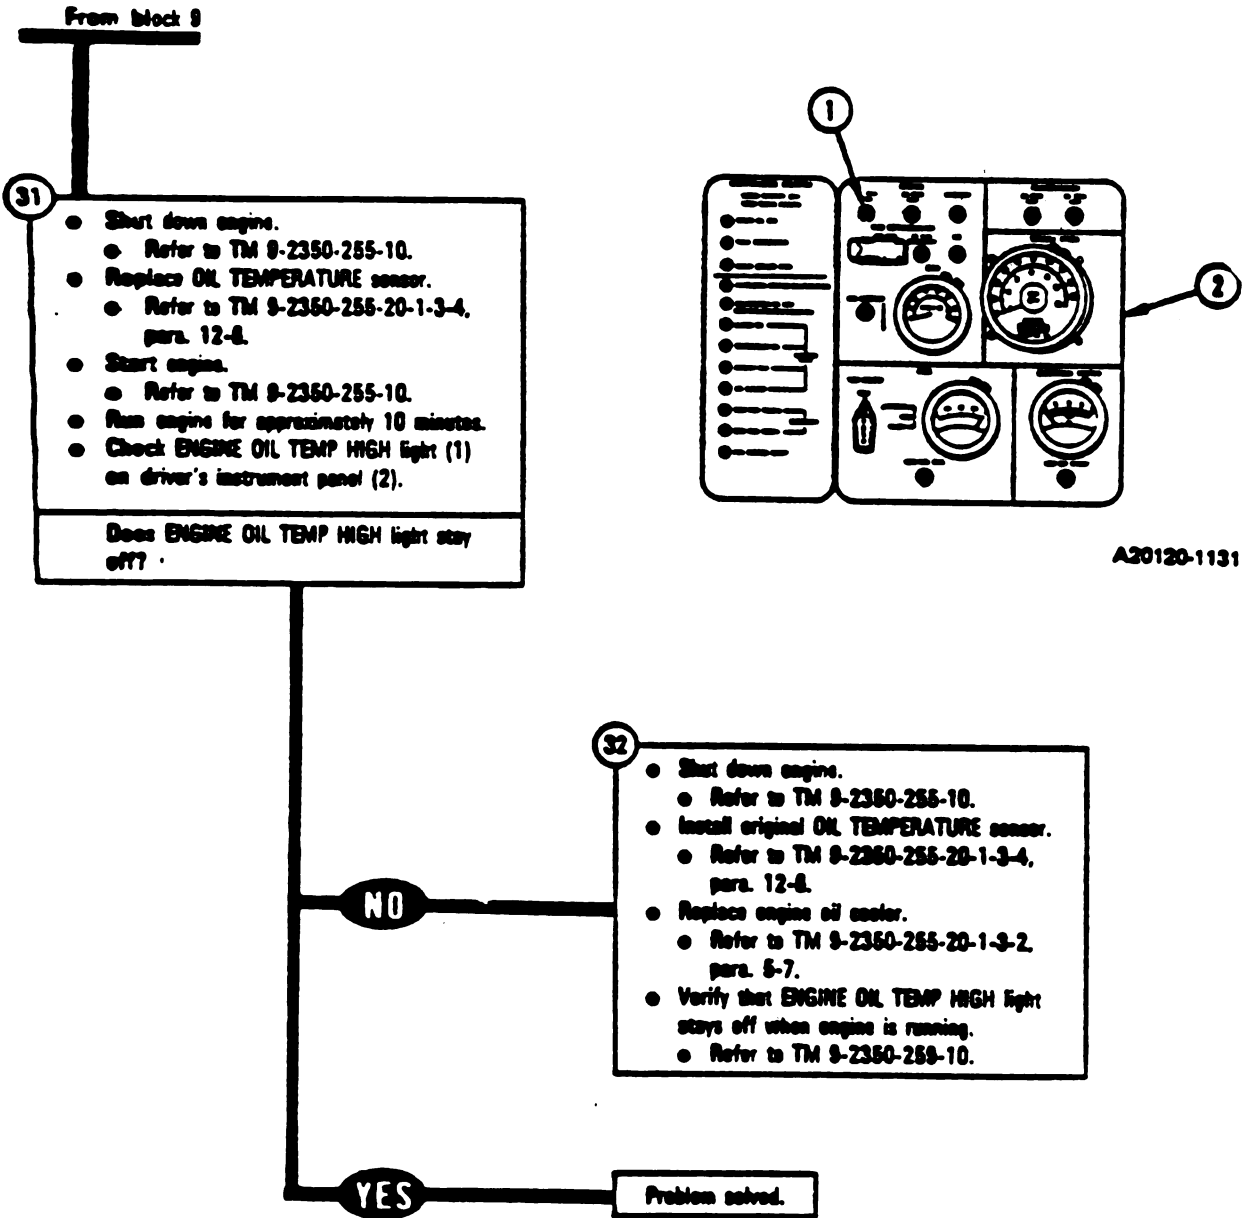 From block 9
31
Shut down engine.
Refer to TM 9-2350-255-10.
Replace OIL TEMPERATURE sensor.
Refer to TM 9-2350-255-20-1-3-4,
para. 12-6.
Start engine.
Refer to TM 9-2350-255-10.
Run engine for approximately 10 minutes.
Check ENGINE OIL TEMP HIGH light (1)
on driver's instrument panel (2).
Does ENGINE OIL TEMP HIGH light stay
off?
1
2
A20120-1131
32
Shut down engine.
Refer to TM 9-2350-255-10.
Install original OIL TEMPERATURE sensor.
Refer to TM 9-2350-255-20-1-3-4,
para. 12-6.
Replace engine oil cooler.
Refer to TM 9-2350-255-20-1-3-2,
para. 5-7.
Verify that ENGINE OIL TEMP HIGH light
stays off when engine is running.
Refer to TM 9-2350-259-10.
NO
YES
Problem solved.